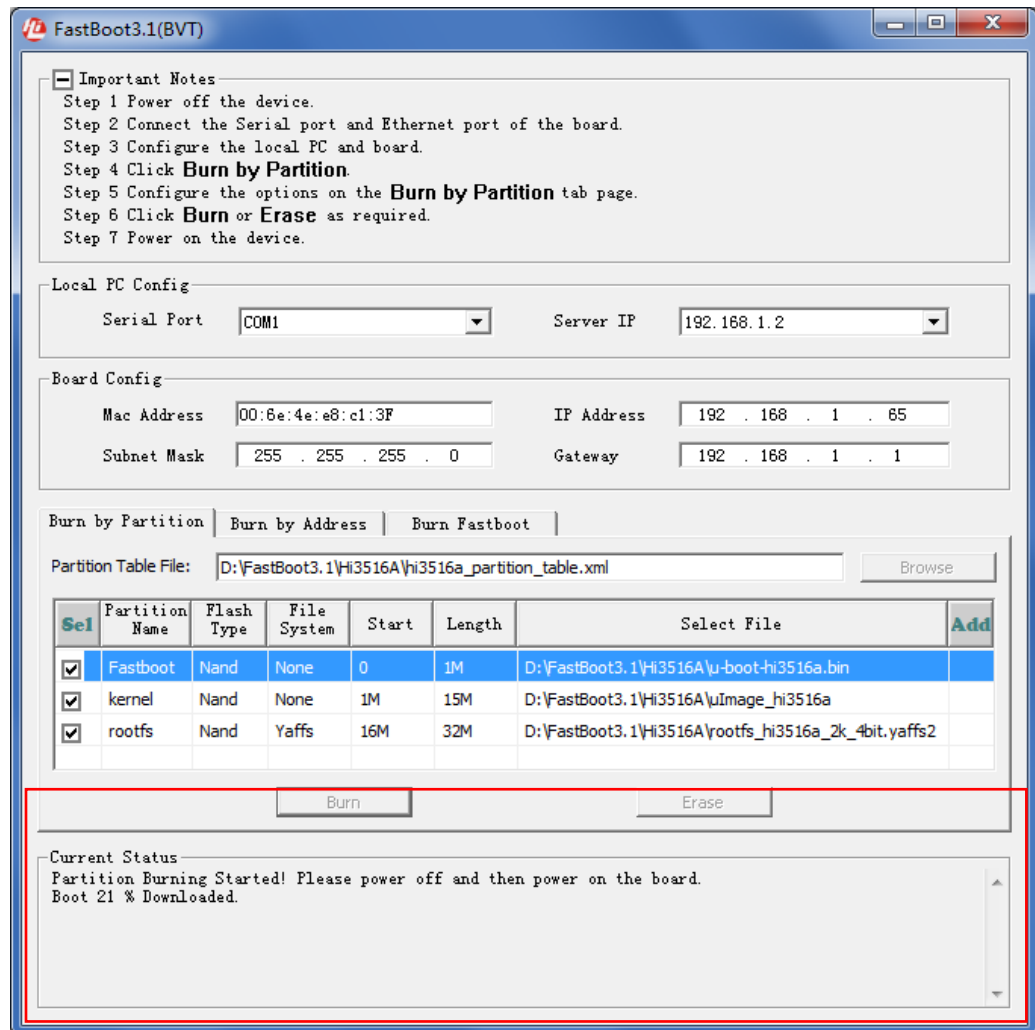 FastBoot3.1(BVT)
Important Notes
Step 1 Power off the device.
Step 2 Connect the Serial port and Ethernet port of the board.
Step 3 Configure the local PC and board.
Step 4 Click Burn by Partition.
Step 5 Configure the options on the Burn by Partition tab page.
Step 6 Click Burn or Erase as required.
Step 7 Power on the device.
Local PC Config
Serial Port COM1 Server IP 192.168.1.2
Board Config
Mac Address 00:6e:4e:e8:c1:3F IP Address 192 . 168 . 1 . 65
Subnet Mask 255 . 255 . 255 . 0 Gateway 192 . 168 . 1 . 1
Burn by Partition Burn by Address Burn Fastboot
Partition Table File: D:\FastBoot3.1\Hi3516A\hi3516a_partition_table.xml Browse
Sel Partition Name Flash Type File System Start Length Select File Add
Fastboot Nand None 0 1M D:\FastBoot3.1\Hi3516A\u-boot-hi3516a.bin
kernel Nand None 1M 15M D:\FastBoot3.1\Hi3516A\uImage_hi3516a
rootfs Nand Yaffs 16M 32M D:\FastBoot3.1\Hi3516A\rootfs_hi3516a_2k_4bit.yaffs2
Burn Erase
Current Status
Partition Burning Started! Please power off and then power on the board.
Boot 21 % Downloaded.